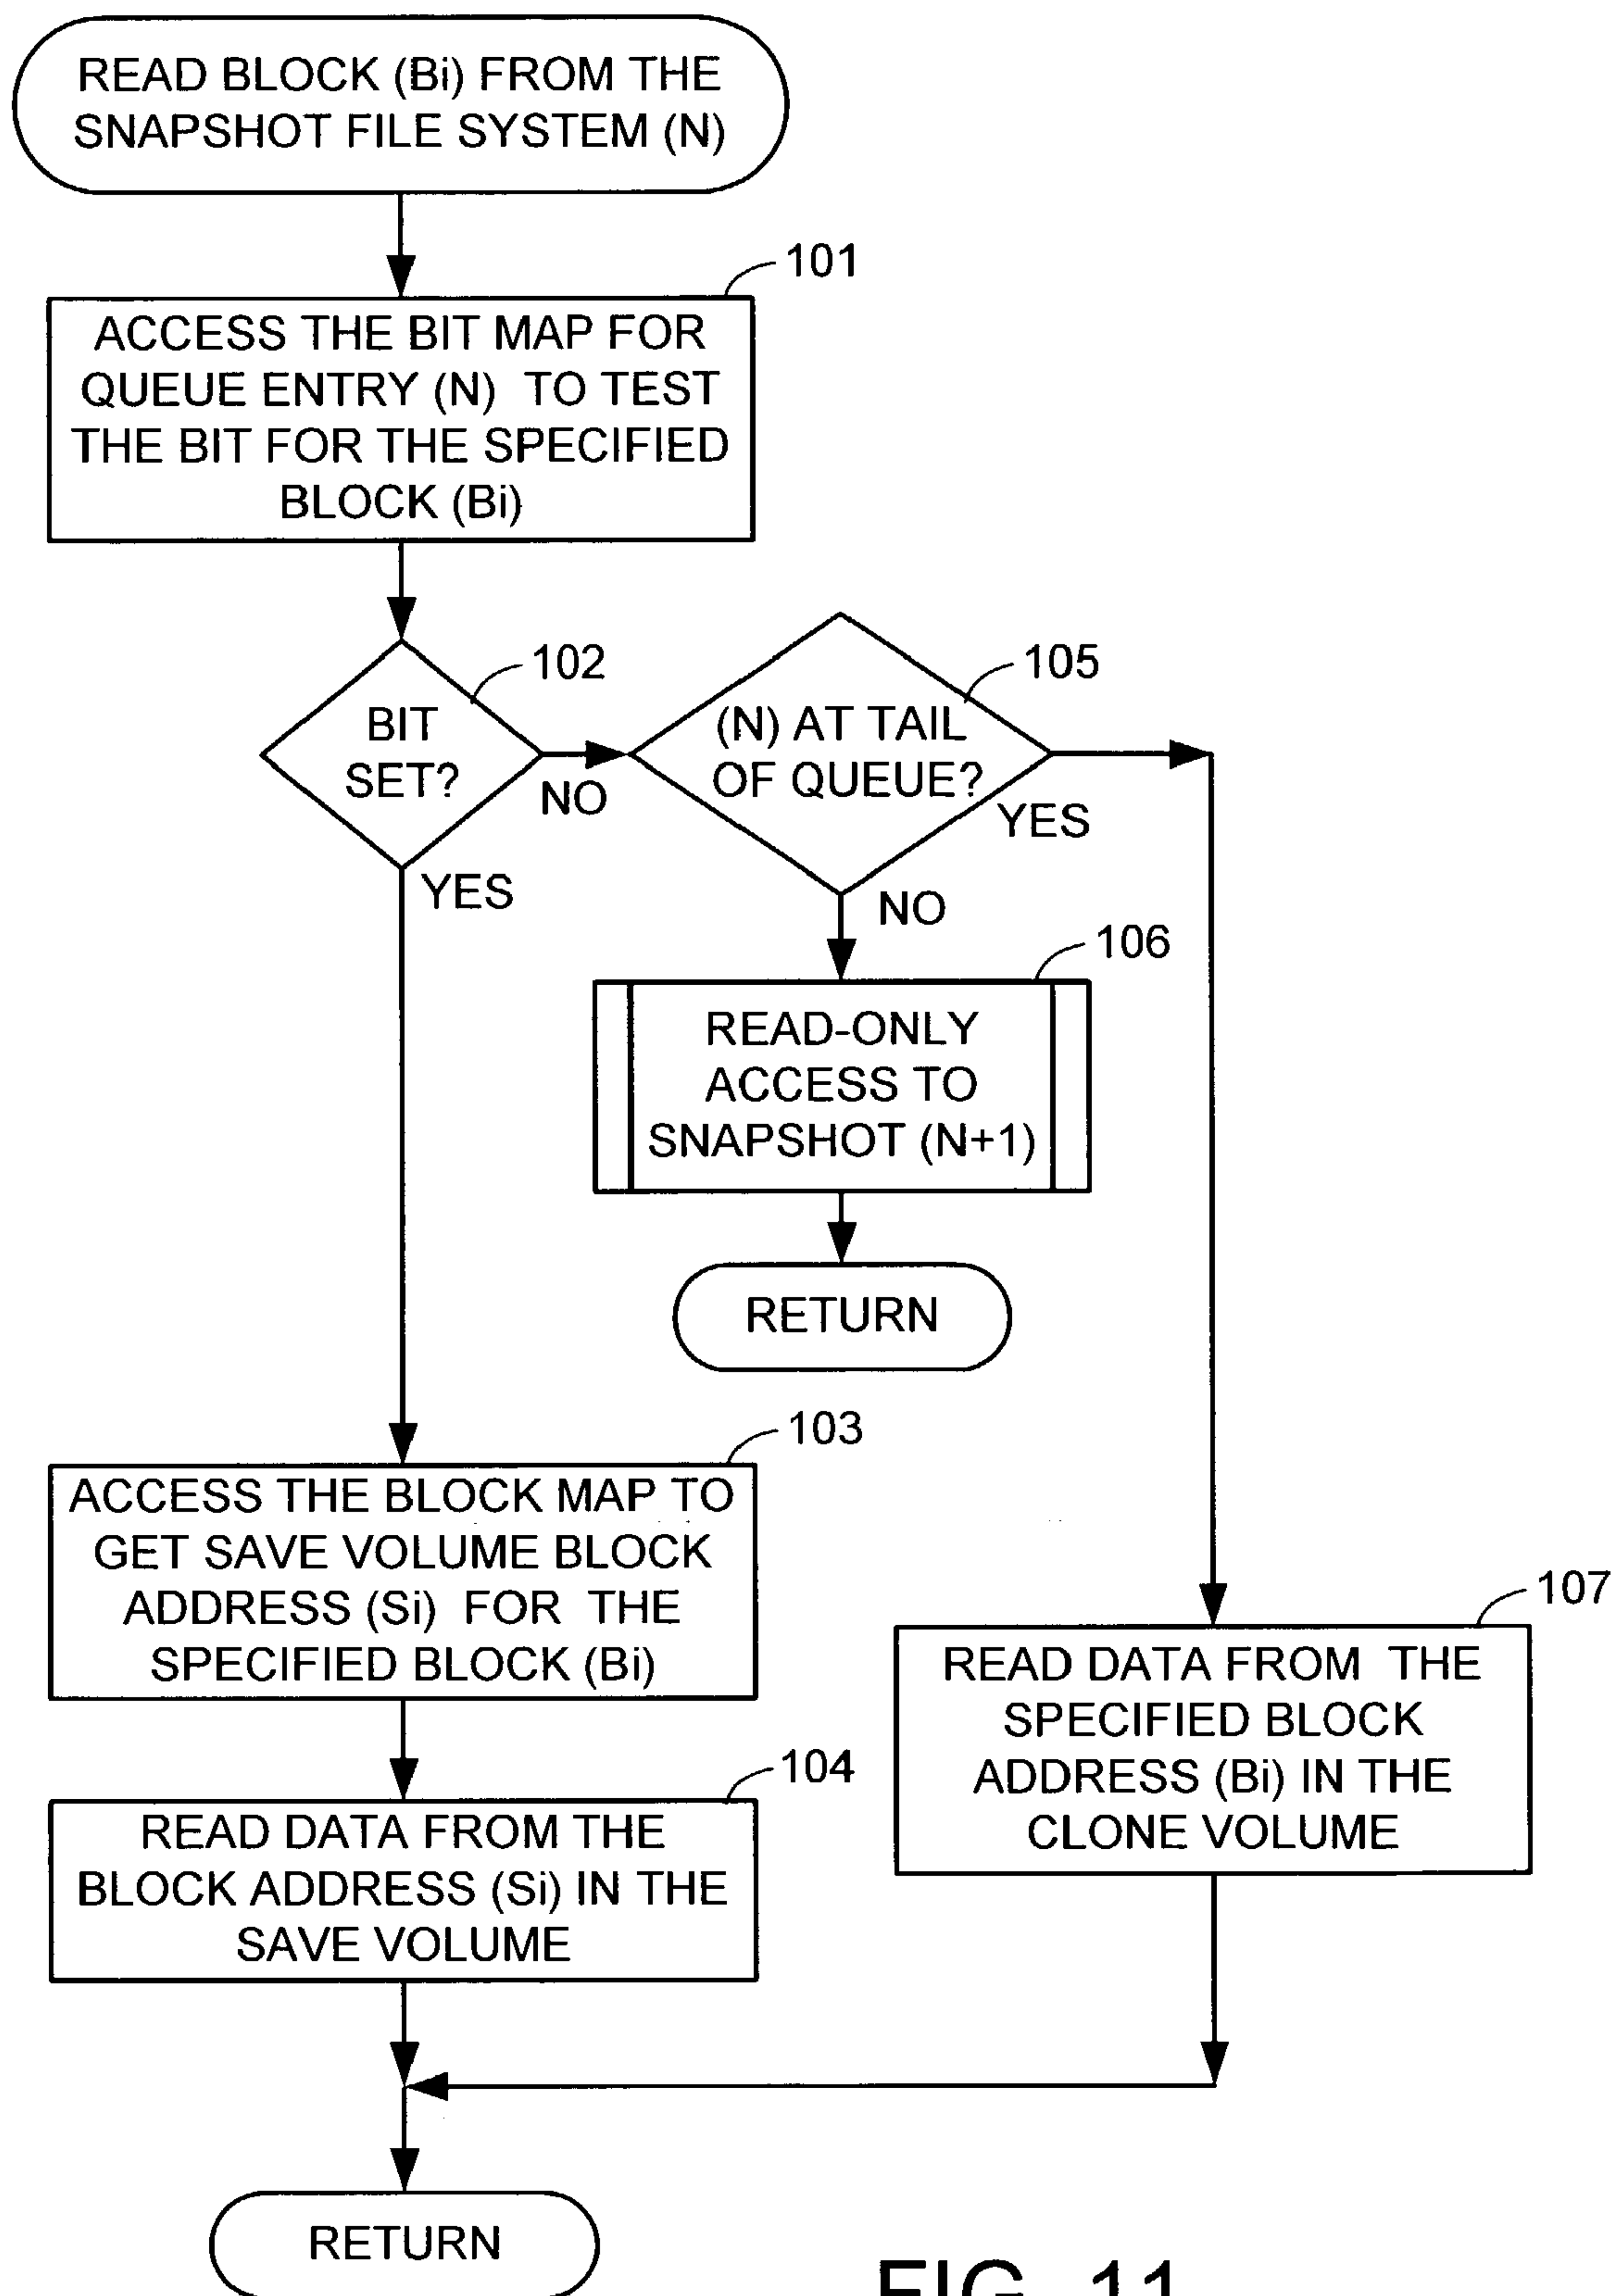 READ BLOCK (Bi) FROM THE
SNAPSHOT FILE SYSTEM (N)
101
ACCESS THE BIT MAP FOR
QUEUE ENTRY (N) TO TEST
THE BIT FOR THE SPECIFIED
BLOCK (Bi)
102
BIT
SET?
NO
YES
105
(N) AT TAIL
OF QUEUE?
YES
NO
106
READ-ONLY
ACCESS TO
SNAPSHOT (N+1)
RETURN
103
ACCESS THE BLOCK MAP TO
GET SAVE VOLUME BLOCK
ADDRESS (Si) FOR THE
SPECIFIED BLOCK (Bi)
104
READ DATA FROM THE
BLOCK ADDRESS (Si) IN THE
SAVE VOLUME
107
READ DATA FROM THE
SPECIFIED BLOCK
ADDRESS (Bi) IN THE
CLONE VOLUME
RETURN
FIG. 11